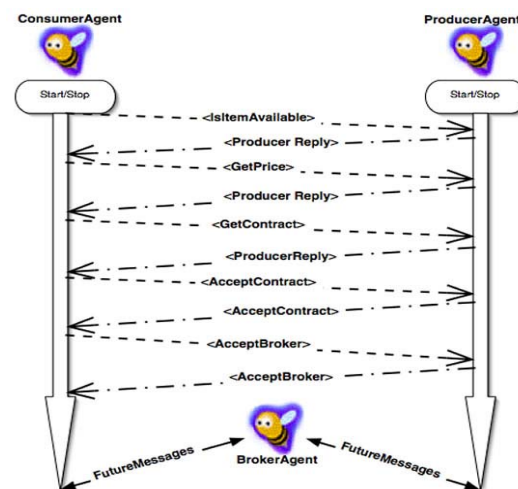 ConsumerAgent
ProducerAgent
Start/Stop
Start/Stop
<IsItemAvailable>
<Producer Reply>
<GetPrice>
<Producer Reply>
<GetContract>
<ProducerReply>
<AcceptContract>
<AcceptContract>
<AcceptBroker>
<AcceptBroker>
FutureMessages
FutureMessages
BrokerAgent